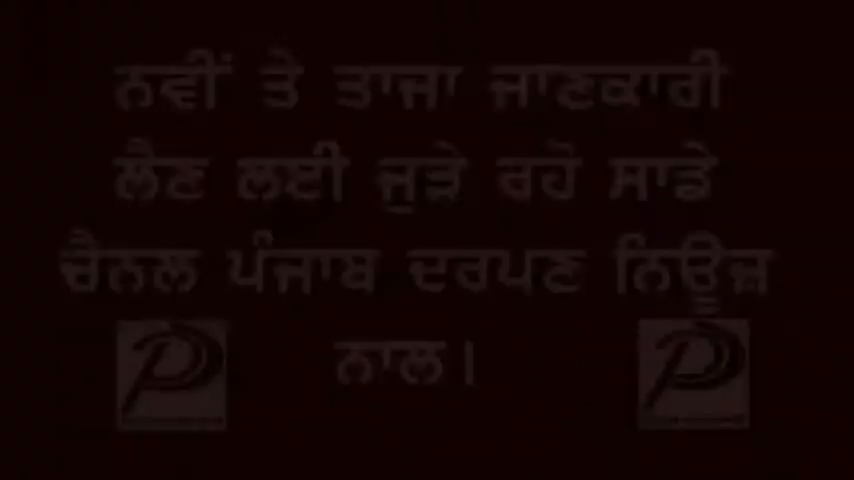 ਨਵੀਂ ਤੇ ਤਾਜਾ ਜਾਣਕਾਰੀ
ਲੈਣ ਲਈ ਜੁੜੇ ਰਹੋ ਸਾਡੇ
ਚੈਨਲ ਪੰਜਾਬ ਦਰਪਣ ਨਿਊਜ਼
ਨਾਲ।